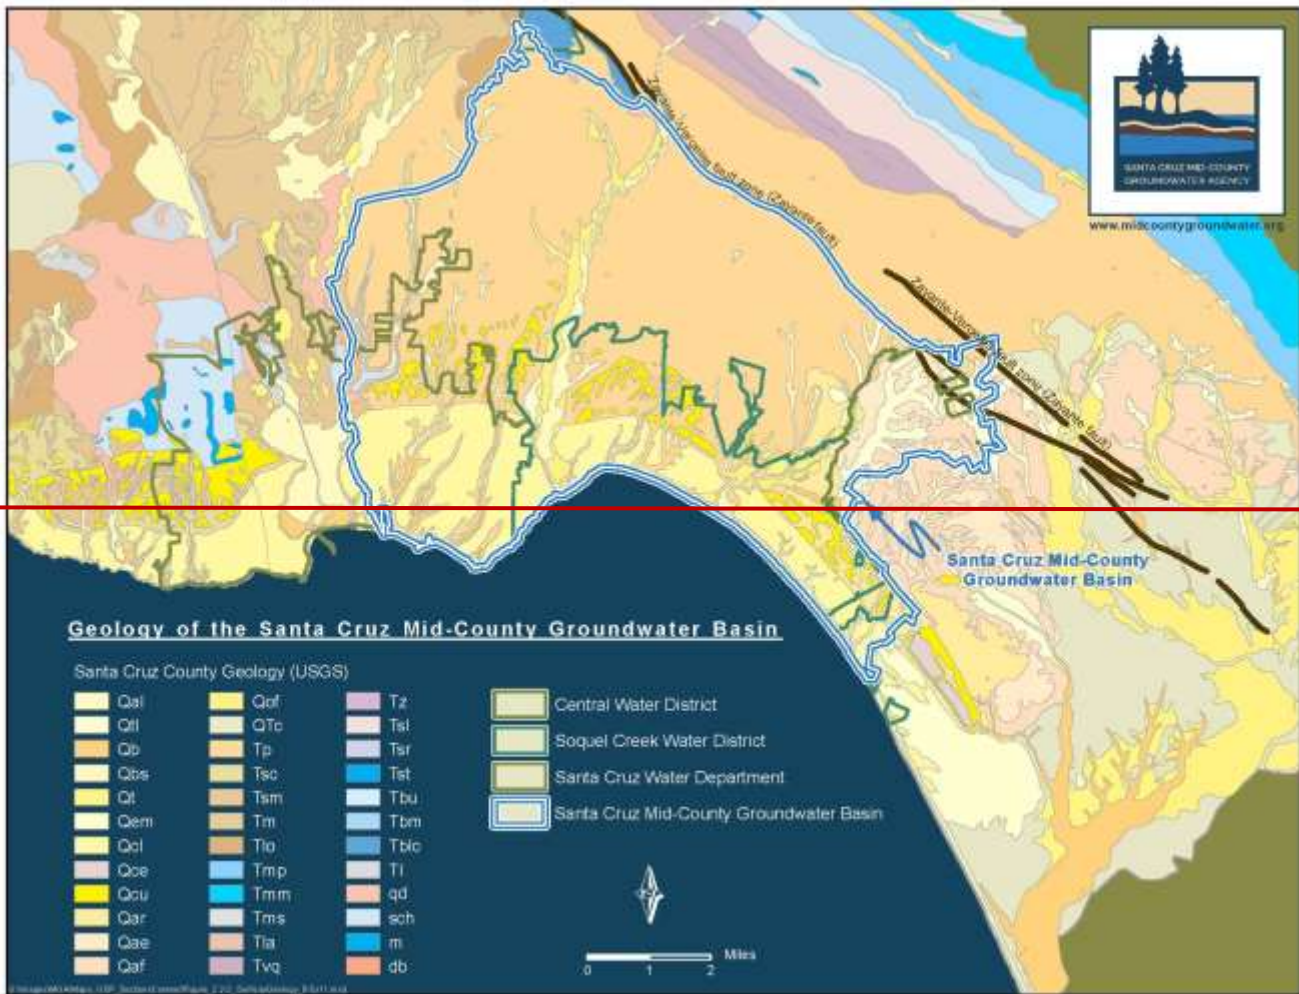 SANTA CRUZ MID-COUNTY
GROUNDWATER AGENCY
www.midcountygroundwater.org
Zayante-Vergeles fault zone (Zayante fault)
Zayante-Vergeles fault zone (Zayante fault)
Santa Cruz Mid-County
Groundwater Basin
Geology of the Santa Cruz Mid-County Groundwater Basin
Santa Cruz County Geology (USGS)
Qal
Qtl
Qb
Qbs
Qt
Qem
Qcl
Qce
Qcu
Qar
Qae
Qaf
Qof
QTc
Tp
Tsc
Tsm
Tm
Tlo
Tmp
Tmm
Tms
Tla
Tvq
Tz
Tsl
Tsr
Tst
Tbu
Tbm
Tblc
Tl
qd
sch
m
db
Central Water District
Soquel Creek Water District
Santa Cruz Water Department
Santa Cruz Mid-County Groundwater Basin
Miles
0 1 2